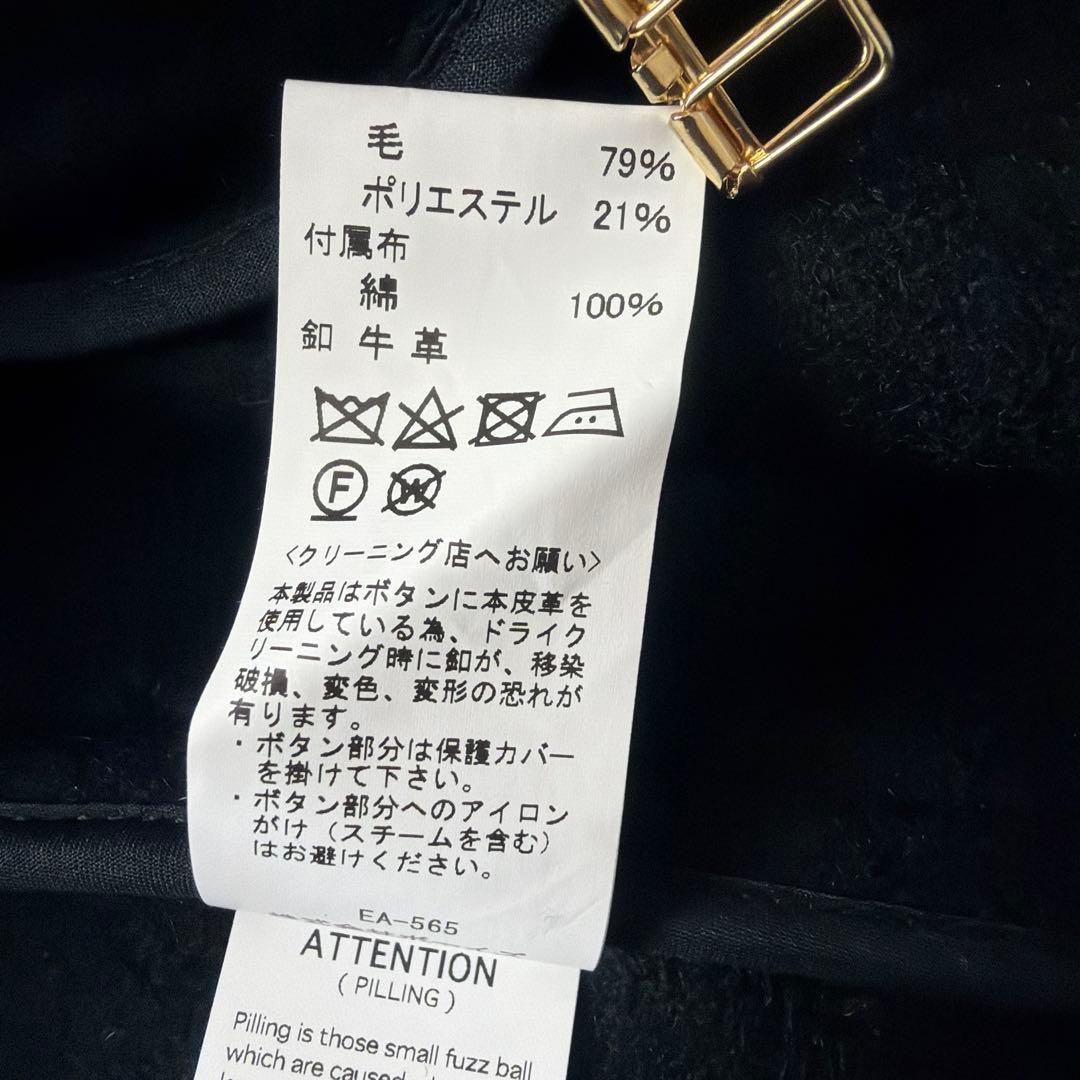 毛 79%
ポリエステル 21%
付属布
綿 100%
釦 牛革
F
W
<クリーニング店へお願い>
本製品はボタンに本皮革を
使用している為、ドライク
リーニング時に釦が、移染
破損、変色、変形の恐れが
有ります。
・ボタン部分は保護カバー
を掛けて下さい。
・ボタン部分へのアイロン
がけ（スチームを含む）
はお避けください。
EA-565
ATTENTION
( PILLING )
Pilling is those small fuzz ball
which are caused